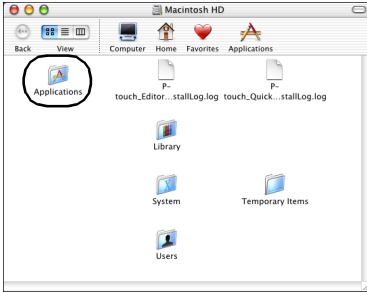 Macintosh HD
Back View Computer Home Favorites Applications
Applications
P-
touch_Editor...stallLog.log
P-
touch_Quick...stallLog.log
Library
System
Temporary Items
Users